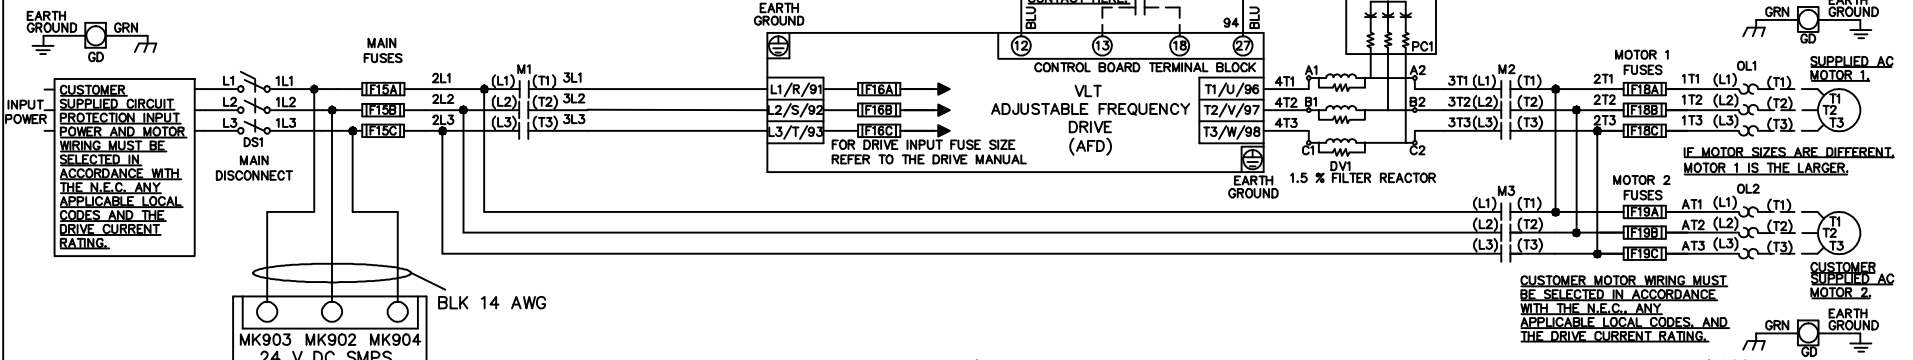 EARTH
GROUND
GRN
GD
INPUT
POWER
CUSTOMER
SUPPLIED CIRCUIT
PROTECTION INPUT
POWER AND MOTOR
WIRING MUST BE
SELECTED IN
ACCORDANCE WITH
THE N.E.C. ANY
APPLICABLE LOCAL
CODES AND THE
DRIVE CURRENT
RATING.
L1 1L1
L2 1L2
L3 1L3
DS1
MAIN
DISCONNECT
MAIN
FUSES
F15A
F15B
F15C
2L1
2L2
2L3
M1
(L1) (T1) 3L1
(L2) (T2) 3L2
(L3) (T3) 3L3
BLK 14 AWG
MK903 MK902 MK904
24 V DC SMPS
EARTH
GROUND
CONTACT HERE.
BLU
94
BLU
12
13
18
27
CONTROL BOARD TERMINAL BLOCK
L1/R/91
L2/S/92
L3/T/93
F16A
F16B
F16C
VLT
ADJUSTABLE FREQUENCY
DRIVE
(AFD)
FOR DRIVE INPUT FUSE SIZE
REFER TO THE DRIVE MANUAL
T1/U/96
T2/V/97
T3/W/98
EARTH
GROUND
4T1
4T2
4T3
A1
B1
C1
A2
B2
C2
PC1
DV1
1.5 % FILTER REACTOR
3T1 (L1) (T1)
3T2(L2) (T2)
3T3(L3) (T3)
M2
M3
(L1) (T1)
(L2) (T2)
(L3) (T3)
MOTOR 1
FUSES
2T1
2T2
2T3
F18A
F18B
F18C
1T1 (L1)
1T2 (L2)
1T3 (L3)
OL1
(T1)
(T2)
(T3)
SUPPLIED AC
MOTOR 1.
T1
T2
T3
IF MOTOR SIZES ARE DIFFERENT,
MOTOR 1 IS THE LARGER.
MOTOR 2
FUSES
F19A
F19B
F19C
AT1 (L1)
AT2 (L2)
AT3 (L3)
OL2
(T1)
(T2)
(T3)
T1
T2
T3
CUSTOMER
SUPPLIED AC
MOTOR 2.
CUSTOMER MOTOR WIRING MUST
BE SELECTED IN ACCORDANCE
WITH THE N.E.C., ANY
APPLICABLE LOCAL CODES, AND
THE DRIVE CURRENT RATING.
GRN
EARTH
GROUND
GD
GRN
EARTH
GROUND
GD